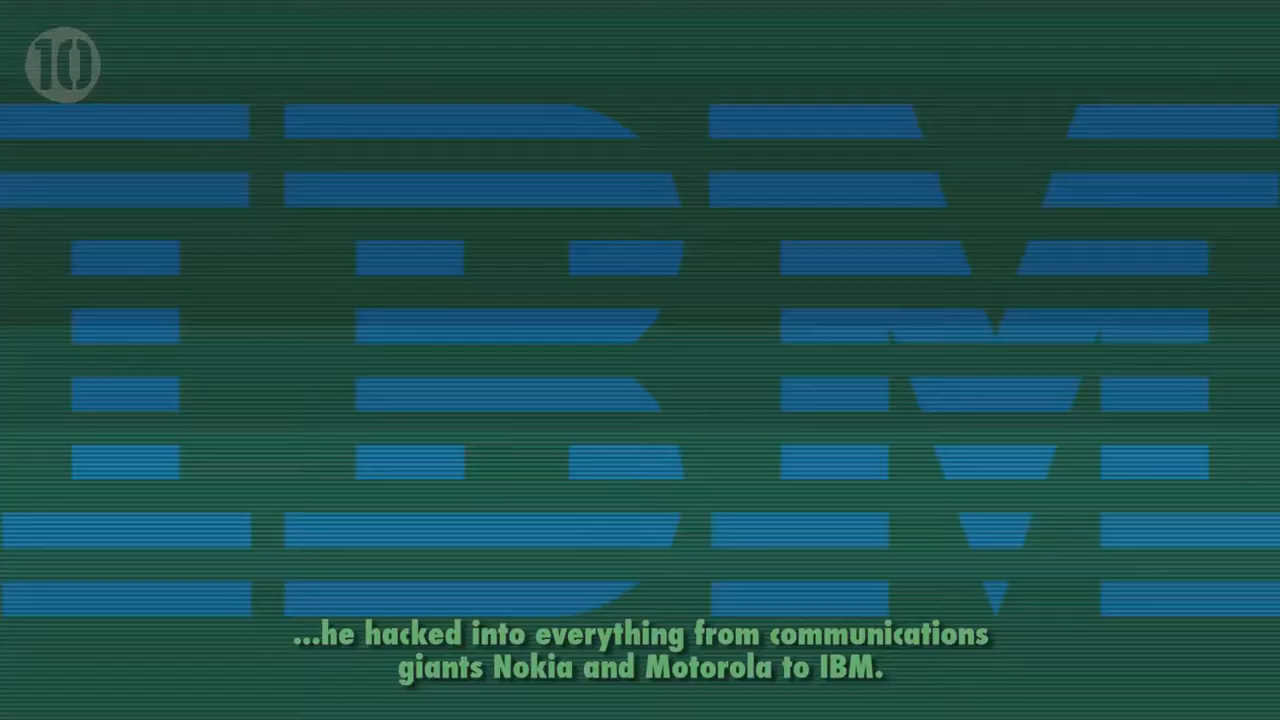 10
IBM
...he hacked into everything from communications
giants Nokia and Motorola to IBM.